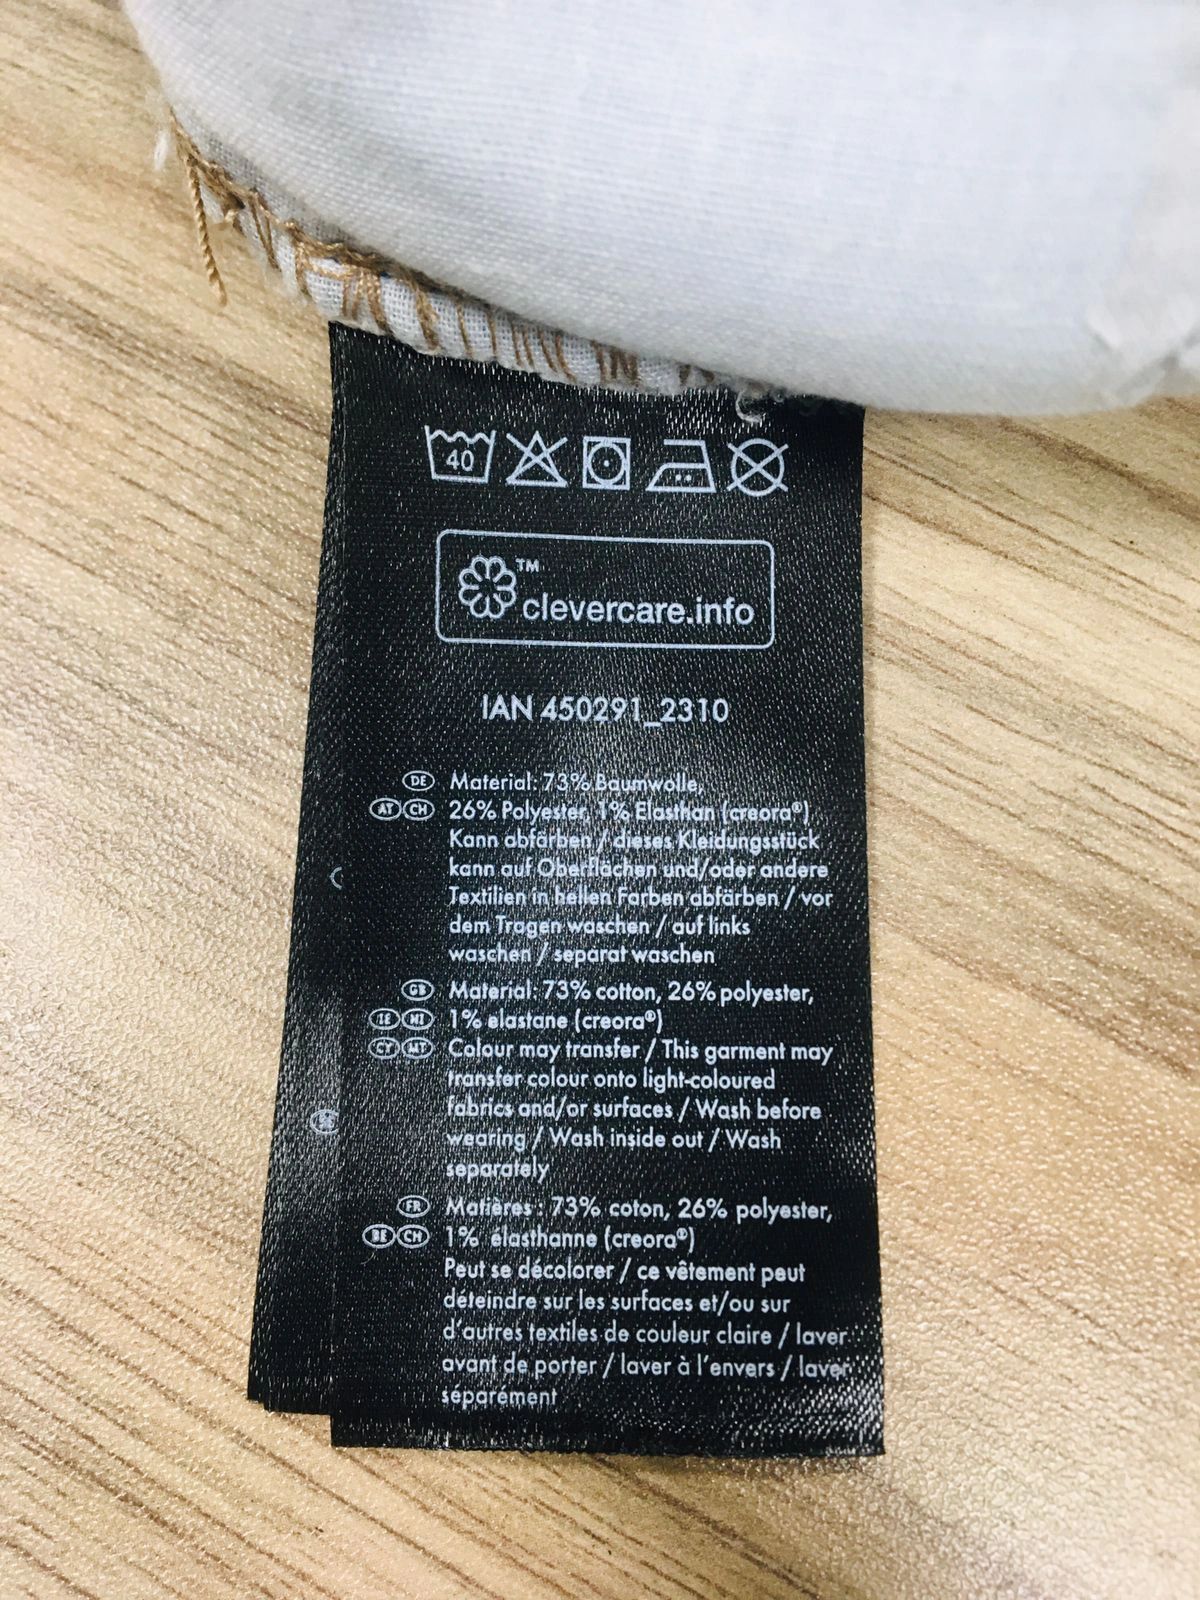 40
™
clevercare.info
IAN 450291_2310
DE Material: 73% Baumwolle,
AT CH 26% Polyester, 1% Elasthan (creora®)
Kann abfärben / dieses Kleidungsstück
kann auf Oberflächen und/oder andere
Textilien in hellen Farben abfärben / vor
dem Tragen waschen / auf links
waschen / separat waschen
GB Material: 73% cotton, 26% polyester,
IE NI 1% elastane (creora®)
CY MT Colour may transfer / This garment may
transfer colour onto light-coloured
fabrics and/or surfaces / Wash before
wearing / Wash inside out / Wash
separately
FR Matières : 73% coton, 26% polyester,
BE CH 1% élasthanne (creora®)
Peut se décolorer / ce vêtement peut
déteindre sur les surfaces et/ou sur
d'autres textiles de couleur claire / laver
avant de porter / laver à l'envers / laver
séparément